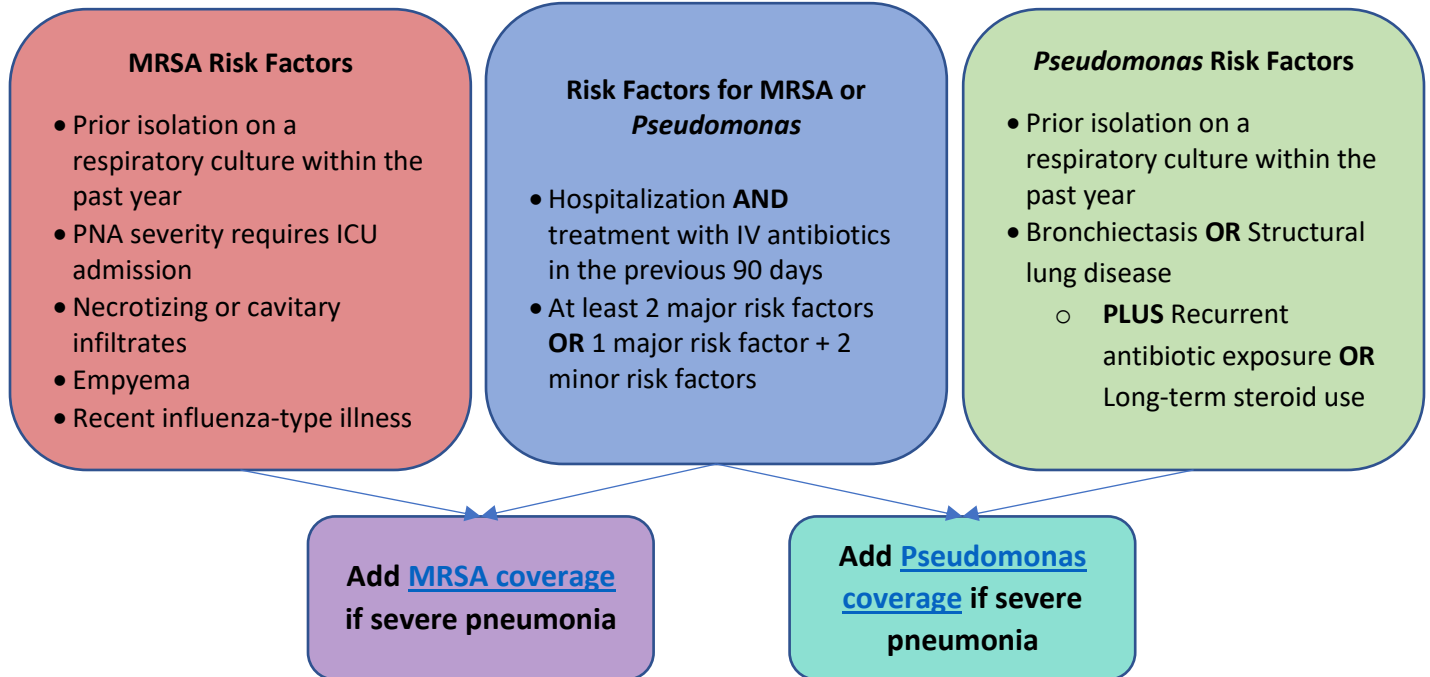 MRSA Risk Factors
• Prior isolation on a
respiratory culture within the
past year
• PNA severity requires ICU
admission
• Necrotizing or cavitary
infiltrates
• Empyema
• Recent influenza-type illness
Risk Factors for MRSA or
Pseudomonas
• Hospitalization AND
treatment with IV antibiotics
in the previous 90 days
• At least 2 major risk factors
OR 1 major risk factor + 2
minor risk factors
Pseudomonas Risk Factors
• Prior isolation on a
respiratory culture within the
past year
• Bronchiectasis OR Structural
lung disease
o PLUS Recurrent
antibiotic exposure OR
Long-term steroid use
Add MRSA coverage
if severe pneumonia
Add Pseudomonas
coverage if severe
pneumonia